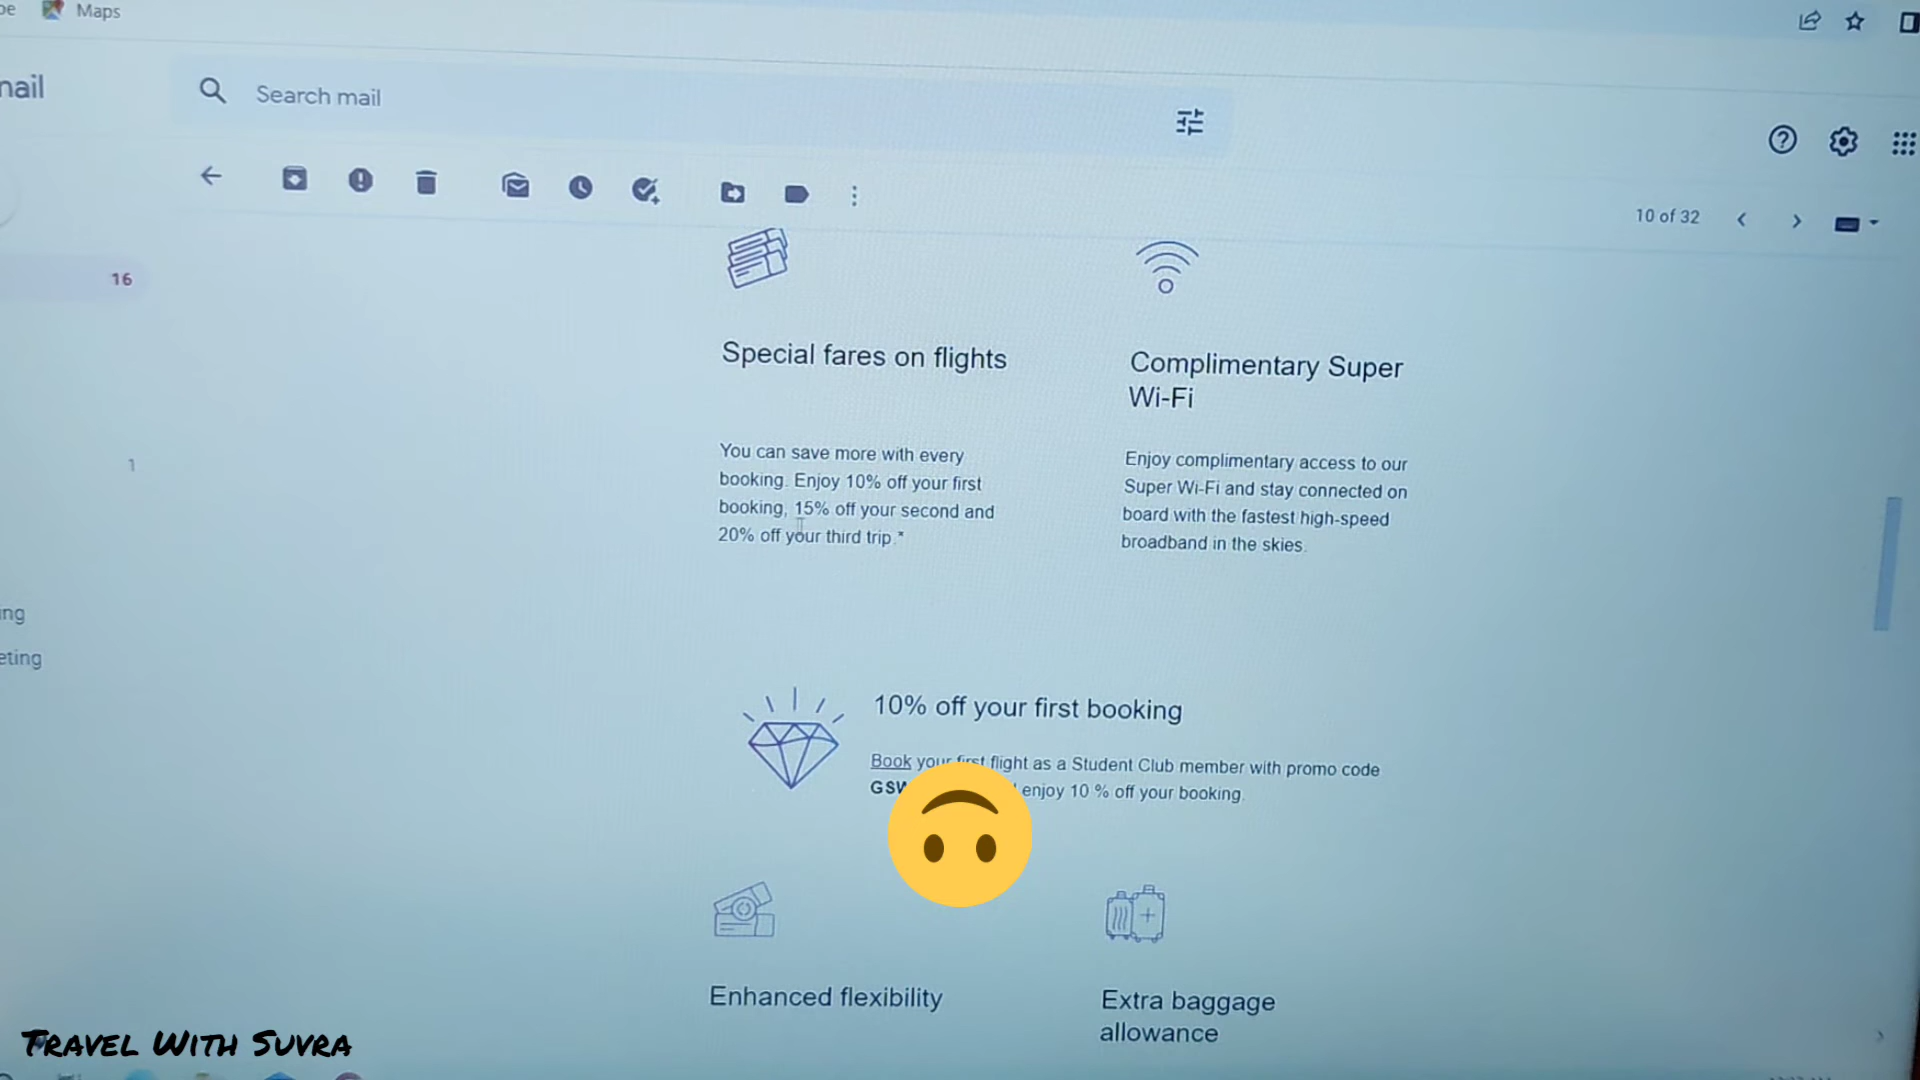 Maps
Search mail
10 of 32
16
Special fares on flights
Complimentary Super
Wi-Fi
You can save more with every
booking. Enjoy 10% off your first
booking, 15% off your second and
20% off your third trip.*
Enjoy complimentary access to our
Super Wi-Fi and stay connected on
board with the fastest high-speed
broadband in the skies.
1
10% off your first booking
Book your first flight as a Student Club member with promo code
GSW enjoy 10 % off your booking.
Enhanced flexibility
Extra baggage
allowance
Travel With Suvra